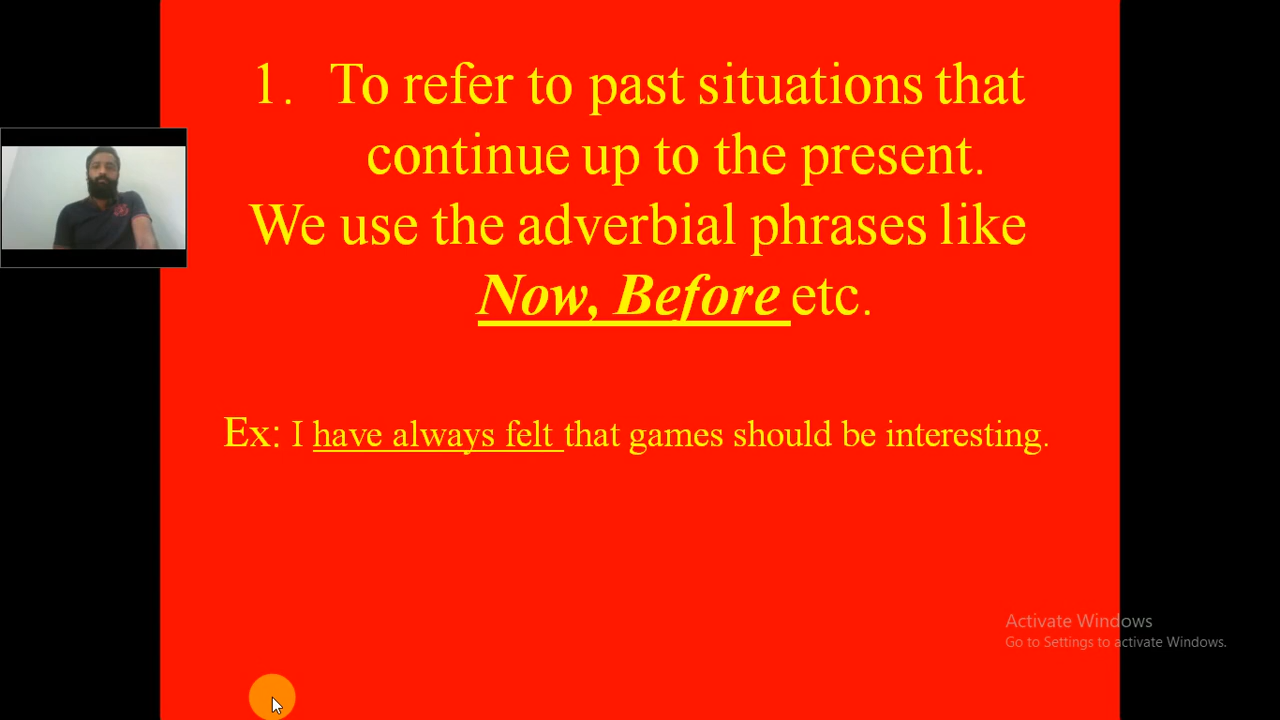 1. To refer to past situations that
continue up to the present.
We use the adverbial phrases like
Now, Before etc.
Ex: I have always felt that games should be interesting.
Activate Windows
Go to Settings to activate Windows.